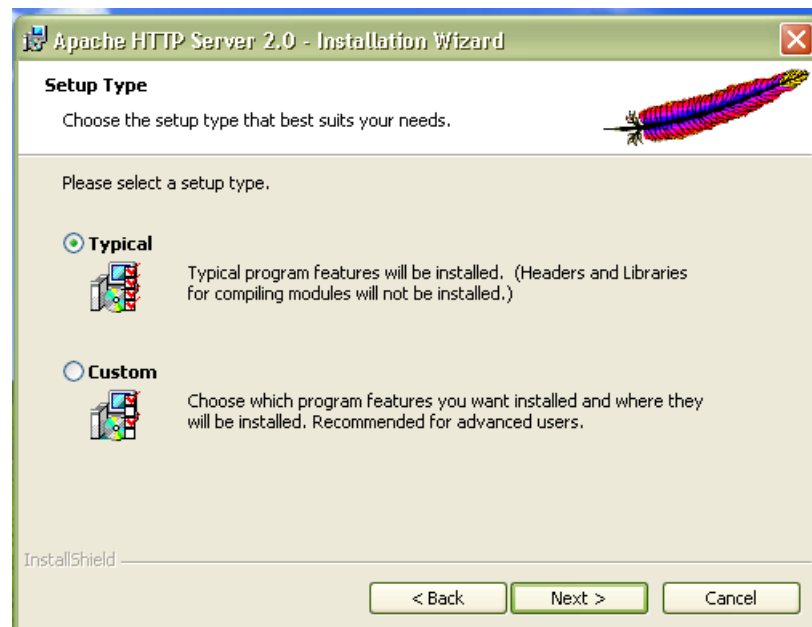 Apache HTTP Server 2.0 - Installation Wizard
Setup Type
Choose the setup type that best suits your needs.
Please select a setup type.
Typical
Typical program features will be installed.  (Headers and Libraries
for compiling modules will not be installed.)
Custom
Choose which program features you want installed and where they
will be installed. Recommended for advanced users.
InstallShield
< Back
Next >
Cancel